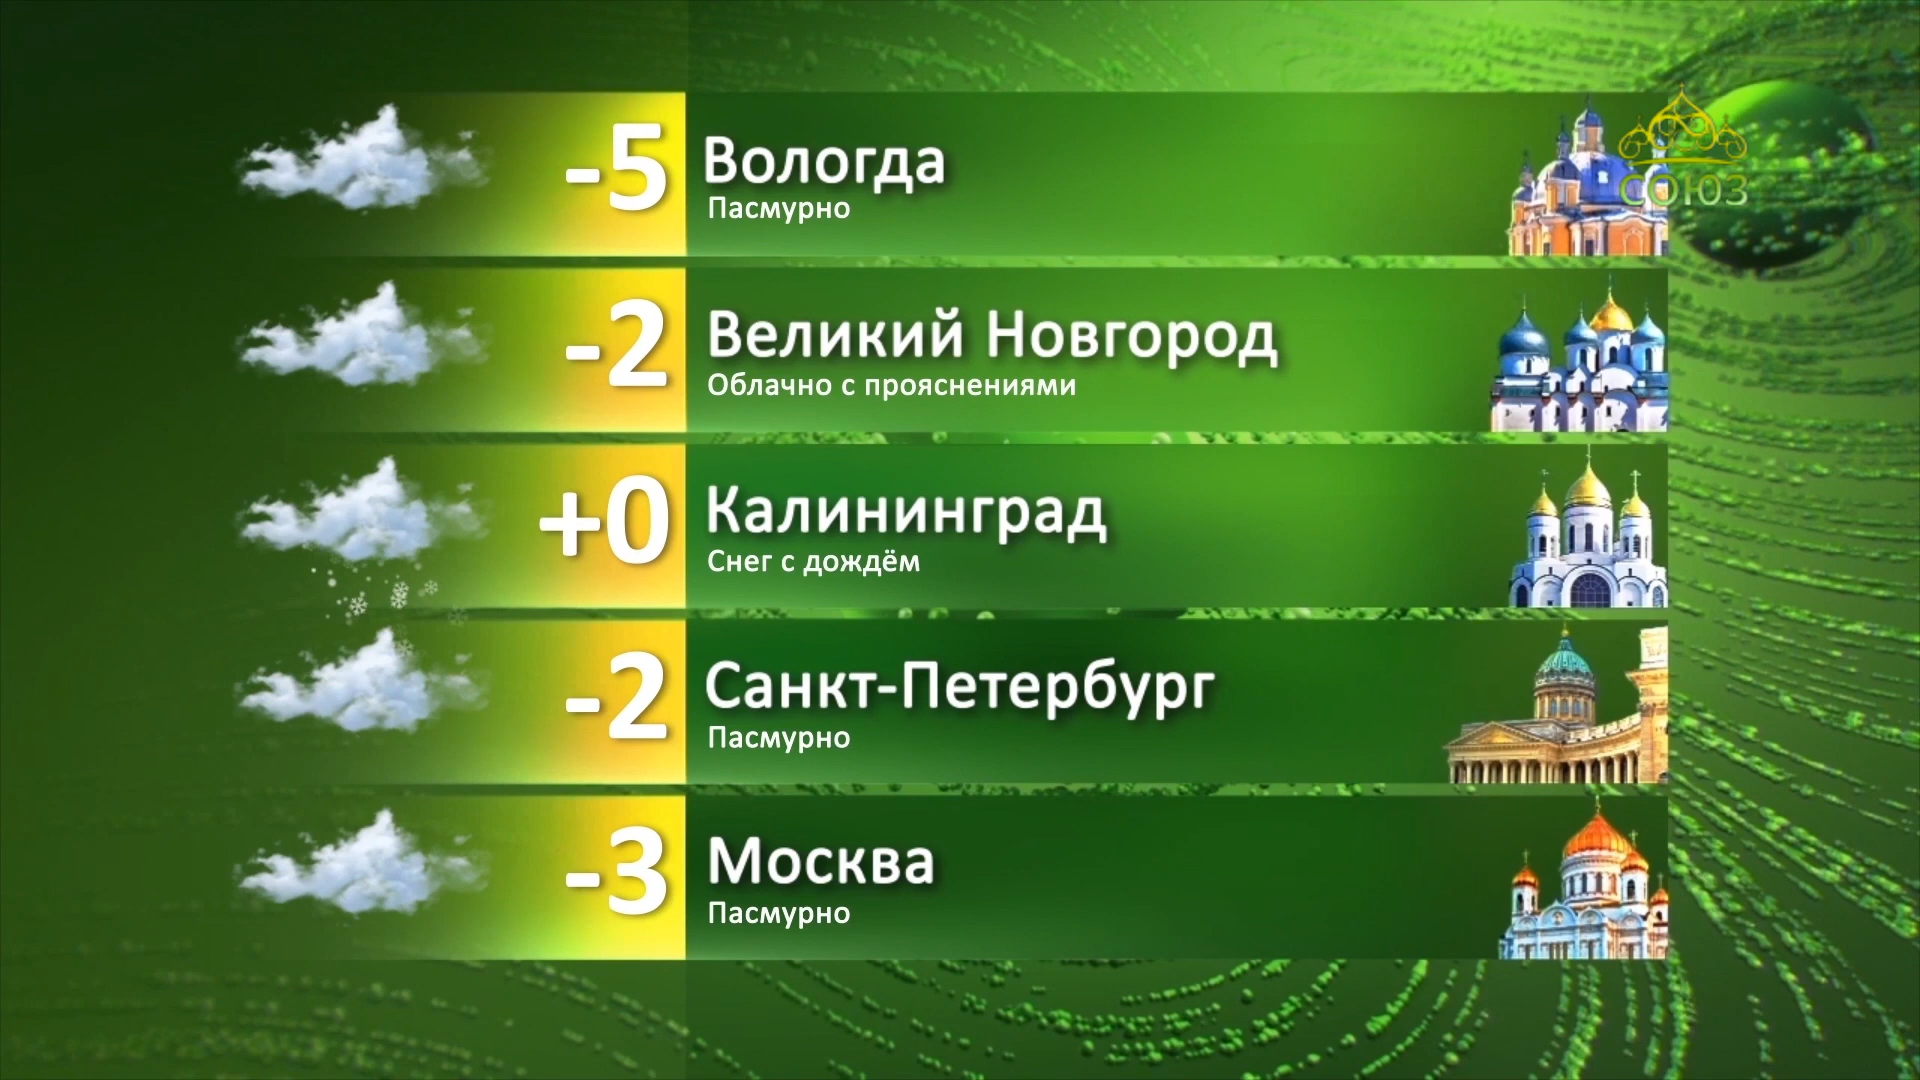 -5 Вологда
Пасмурно
СОЮЗ
-2 Великий Новгород
Облачно с прояснениями
+0 Калининград
Снег с дождём
-2 Санкт-Петербург
Пасмурно
-3 Москва
Пасмурно